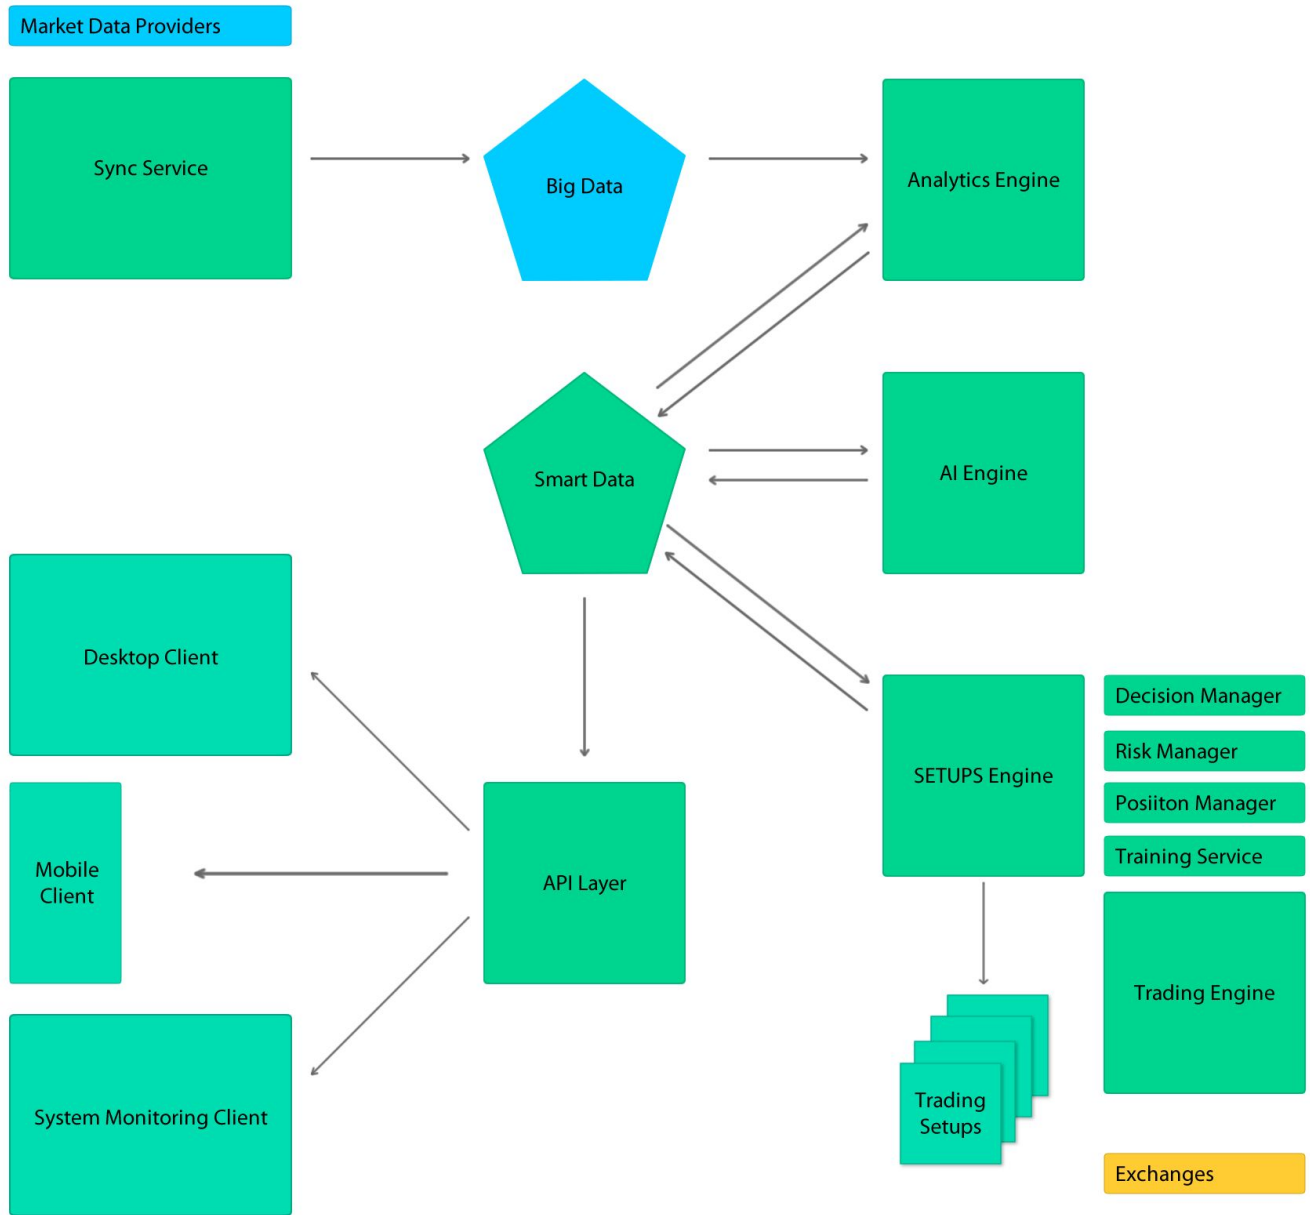 Market Data Providers
Sync Service
Big Data
Analytics Engine
Smart Data
AI Engine
Desktop Client
Decision Manager
Risk Manager
SETUPS Engine
Posiiton Manager
Training Service
Mobile
Client
API Layer
Trading Engine
Trading
Setups
System Monitoring Client
Exchanges